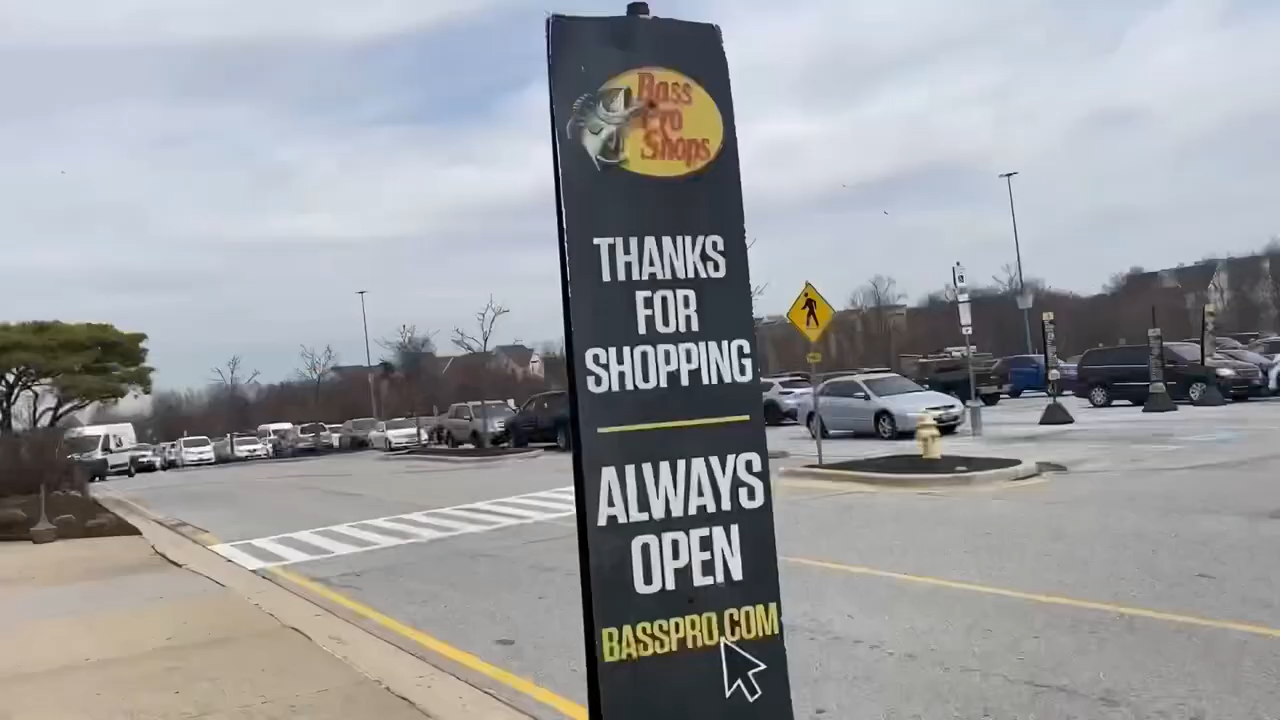 Bass
Pro
Shops
THANKS
FOR
SHOPPING
ALWAYS
OPEN
BASSPRO.COM